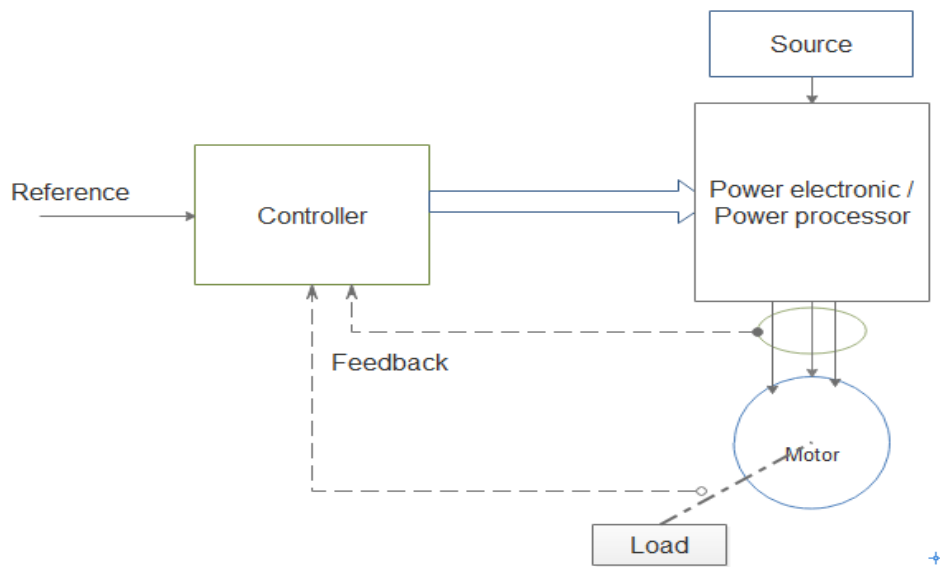 Source
Reference
Controller
Power electronic /
Power processor
Feedback
Motor
Load